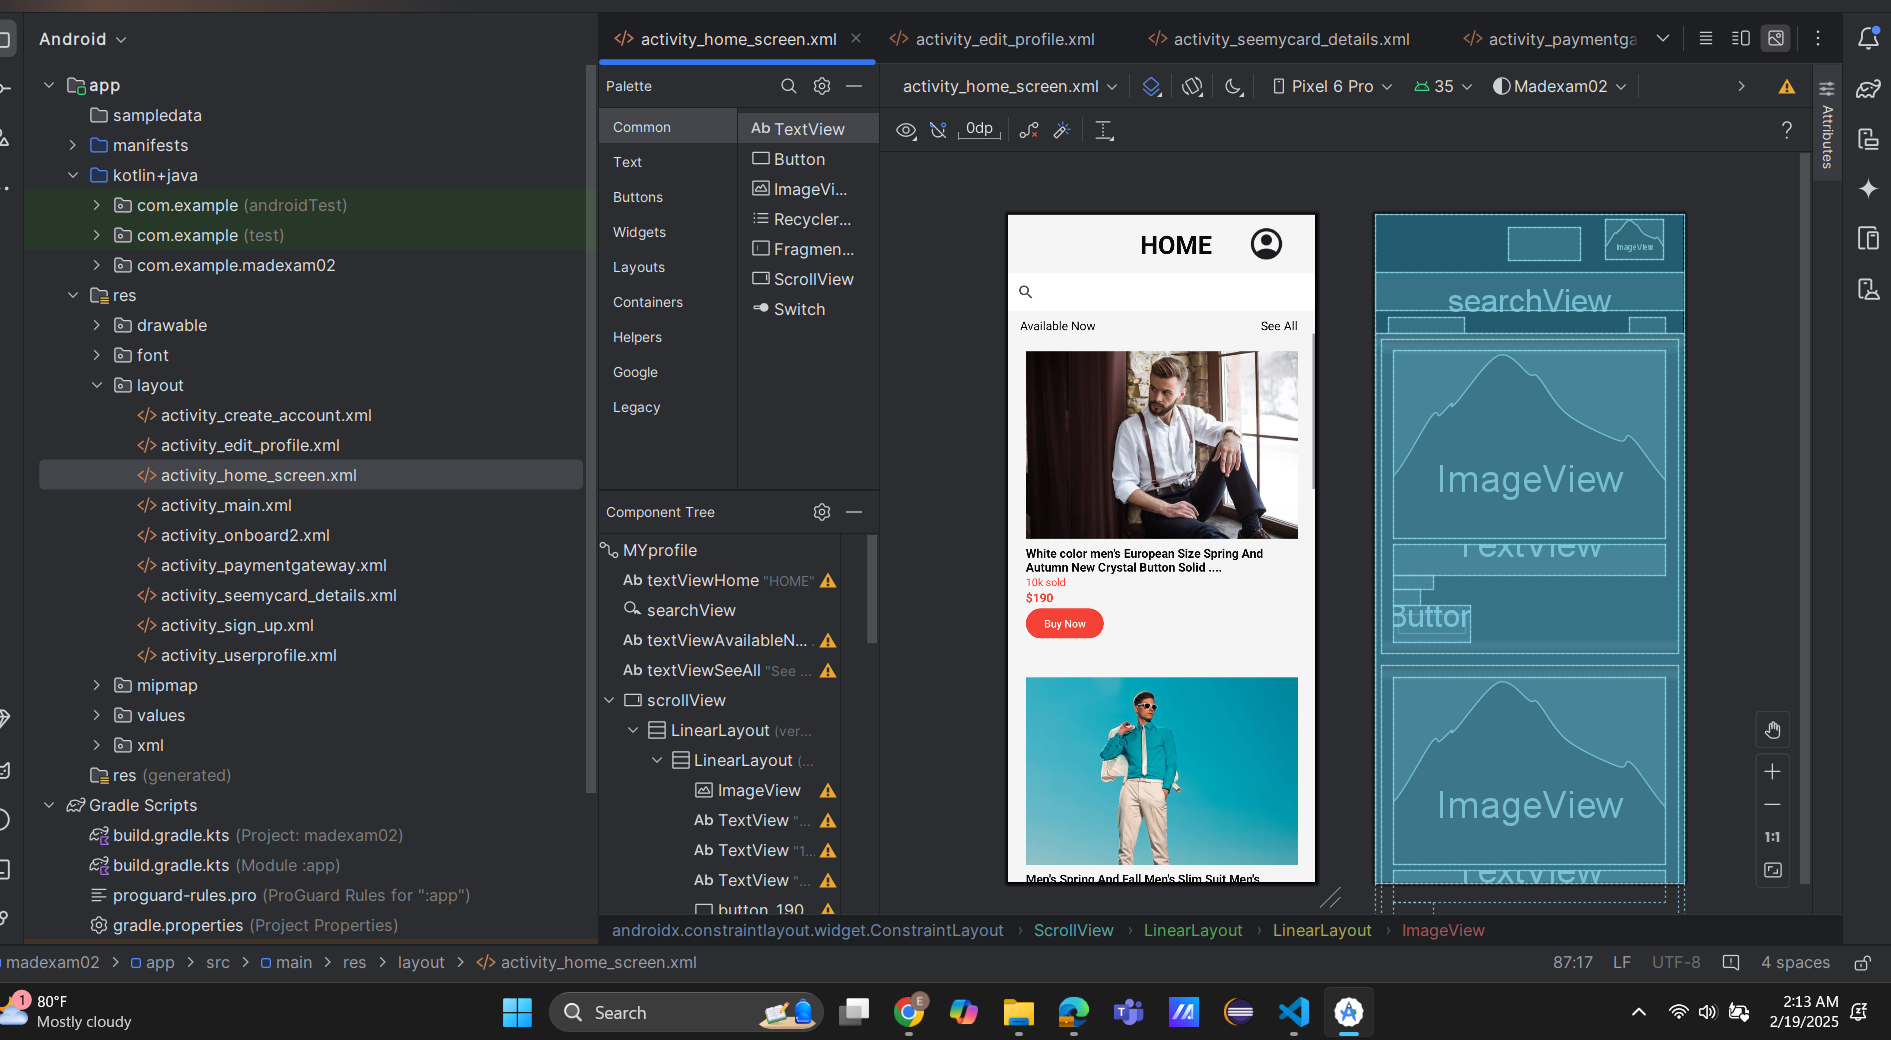 Android
app
sampledata
manifests
kotlin+java
com.example (androidTest)
com.example (test)
com.example.madexam02
res
drawable
font
layout
activity_create_account.xml
activity_edit_profile.xml
activity_home_screen.xml
activity_main.xml
activity_onboard2.xml
activity_paymentgateway.xml
activity_seemycard_details.xml
activity_sign_up.xml
activity_userprofile.xml
mipmap
values
xml
res (generated)
Gradle Scripts
build.gradle.kts (Project: madexam02)
build.gradle.kts (Module :app)
proguard-rules.pro (ProGuard Rules for ":app")
gradle.properties (Project Properties)
activity_home_screen.xml
activity_edit_profile.xml
activity_seemycard_details.xml
activity_paymentga
Palette
Common
Text
Buttons
Widgets
Layouts
Containers
Helpers
Google
Legacy
Ab TextView
Button
ImageVi...
Recycler...
Fragmen...
ScrollView
Switch
activity_home_screen.xml
Pixel 6 Pro
35
Madexam02
0dp
?
Attributes
Component Tree
MYprofile
Ab textViewHome "HOME"
searchView
Ab textViewAvailableN...
Ab textViewSeeAll "See ...
scrollView
LinearLayout (ver...
LinearLayout (...
ImageView
Ab TextView "...
Ab TextView "1...
Ab TextView "...
button_190
HOME
Available Now
See All
White color men's European Size Spring And
Autumn New Crystal Button Solid ....
10k sold
$190
Buy Now
Men's Spring And Fall Men's Slim Suit Men's
ImageView
searchView
ImageView
TextView
Button
ImageView
TextView
1:1
androidx.constraintlayout.widget.ConstraintLayout › ScrollView › LinearLayout › LinearLayout › ImageView
madexam02 > app > src > main > res > layout > activity_home_screen.xml
87:17 LF UTF-8 4 spaces
1
80°F
Mostly cloudy
Search
E
2:13 AM
2/19/2025